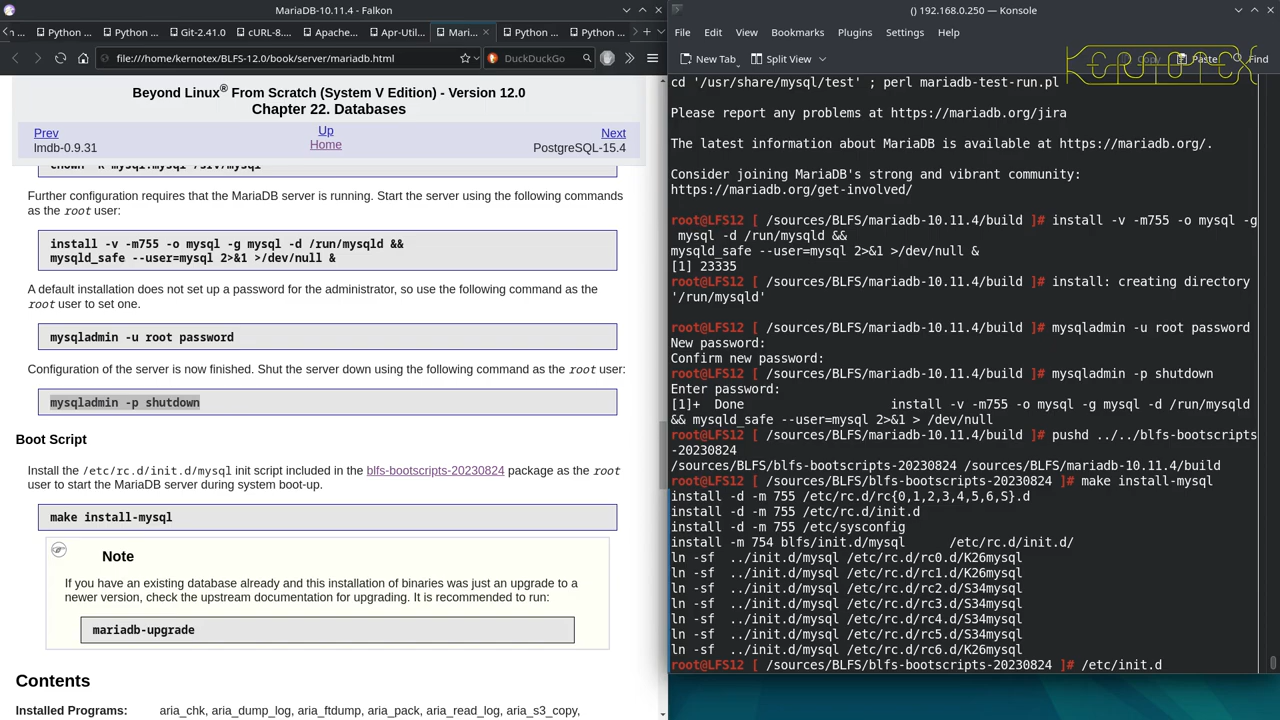 MariaDB-10.11.4 - Falkon
n ...
Python ...
Python ...
Git-2.41.0
cURL-8....
Apache...
Apr-Util...
Mari...
Python ...
Python ...
file:///home/kernotex/BLFS-12.0/book/server/mariadb.html
DuckDuckGo
Beyond Linux® From Scratch (System V Edition) - Version 12.0
Chapter 22. Databases
Prev
Up
Next
lmdb-0.9.31
Home
PostgreSQL-15.4
chown -R mysql:mysql /srv/mysql
Further configuration requires that the MariaDB server is running. Start the server using the following commands
as the root user:
install -v -m755 -o mysql -g mysql -d /run/mysqld &&
mysqld_safe --user=mysql 2>&1 >/dev/null &
A default installation does not set up a password for the administrator, so use the following command as the
root user to set one.
mysqladmin -u root password
Configuration of the server is now finished. Shut the server down using the following command as the root user:
mysqladmin -p shutdown
Boot Script
Install the /etc/rc.d/init.d/mysql init script included in the blfs-bootscripts-20230824 package as the root
user to start the MariaDB server during system boot-up.
make install-mysql
Note
If you have an existing database already and this installation of binaries was just an upgrade to a
newer version, check the upstream documentation for upgrading. It is recommended to run:
mariadb-upgrade
Contents
Installed Programs: aria_chk, aria_dump_log, aria_ftdump, aria_pack, aria_read_log, aria_s3_copy,
() 192.168.0.250 — Konsole
File Edit View Bookmarks Plugins Settings Help
New Tab Split View Copy Paste Find
KERNOTEX
cd '/usr/share/mysql/test' ; perl mariadb-test-run.pl
Please report any problems at https://mariadb.org/jira
The latest information about MariaDB is available at https://mariadb.org/.
Consider joining MariaDB's strong and vibrant community:
https://mariadb.org/get-involved/
root@LFS12 [ /sources/BLFS/mariadb-10.11.4/build ]# install -v -m755 -o mysql -g
 mysql -d /run/mysqld &&
mysqld_safe --user=mysql 2>&1 >/dev/null &
[1] 23335
root@LFS12 [ /sources/BLFS/mariadb-10.11.4/build ]# install: creating directory
'/run/mysqld'
root@LFS12 [ /sources/BLFS/mariadb-10.11.4/build ]# mysqladmin -u root password
New password:
Confirm new password:
root@LFS12 [ /sources/BLFS/mariadb-10.11.4/build ]# mysqladmin -p shutdown
Enter password:
[1]+  Done                    install -v -m755 -o mysql -g mysql -d /run/mysqld
&& mysqld_safe --user=mysql 2>&1 > /dev/null
root@LFS12 [ /sources/BLFS/mariadb-10.11.4/build ]# pushd ../../blfs-bootscripts
-20230824
/sources/BLFS/blfs-bootscripts-20230824 /sources/BLFS/mariadb-10.11.4/build
root@LFS12 [ /sources/BLFS/blfs-bootscripts-20230824 ]# make install-mysql
install -d -m 755 /etc/rc.d/rc{0,1,2,3,4,5,6,S}.d
install -d -m 755 /etc/rc.d/init.d
install -d -m 755 /etc/sysconfig
install -m 754 blfs/init.d/mysql      /etc/rc.d/init.d/
ln -sf  ../init.d/mysql /etc/rc.d/rc0.d/K26mysql
ln -sf  ../init.d/mysql /etc/rc.d/rc1.d/K26mysql
ln -sf  ../init.d/mysql /etc/rc.d/rc2.d/S34mysql
ln -sf  ../init.d/mysql /etc/rc.d/rc3.d/S34mysql
ln -sf  ../init.d/mysql /etc/rc.d/rc4.d/S34mysql
ln -sf  ../init.d/mysql /etc/rc.d/rc5.d/S34mysql
ln -sf  ../init.d/mysql /etc/rc.d/rc6.d/K26mysql
root@LFS12 [ /sources/BLFS/blfs-bootscripts-20230824 ]# /etc/init.d